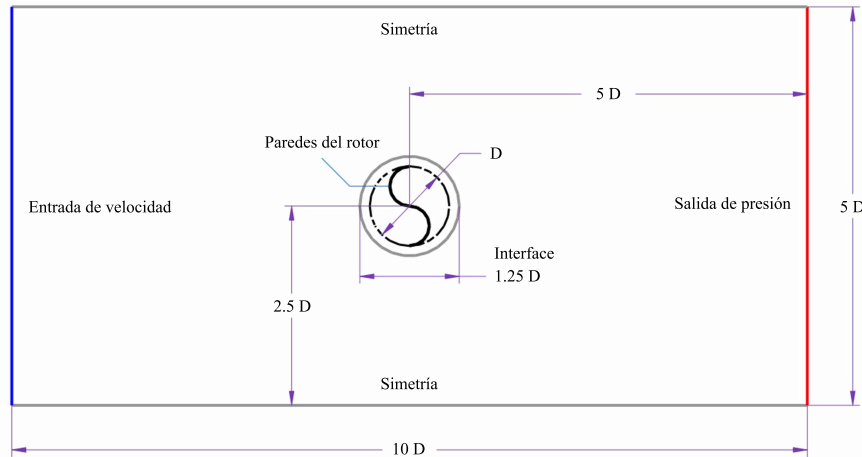 Simetría
5 D
Paredes del rotor
D
Entrada de velocidad
Salida de presión
5 D
Interface
1.25 D
2.5 D
Simetría
10 D